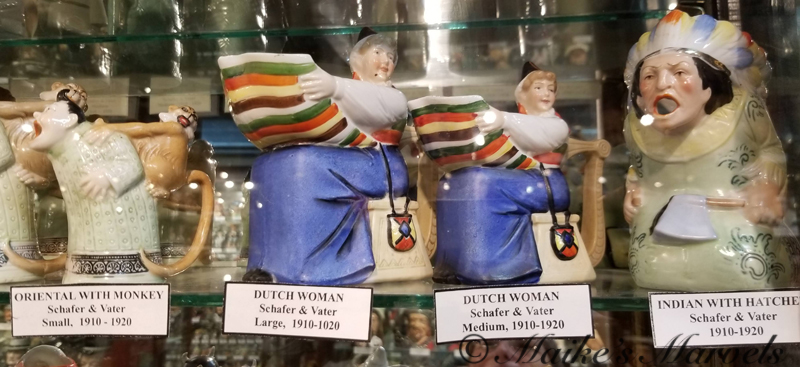 ORIENTAL WITH MONKEY
Schafer & Vater
Small, 1910 - 1920
DUTCH WOMAN
Schafer & Vater
Large, 1910-1020
DUTCH WOMAN
Schafer & Vater
Medium, 1910-1920
INDIAN WITH HATCHE
Schafer & Vater
1910-1920
© Maike's Marvels